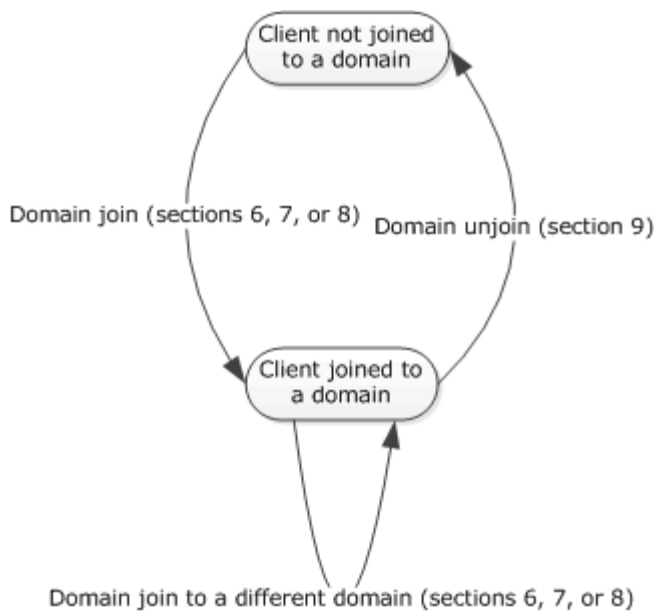 Client not joined
to a domain
Domain join (sections 6, 7, or 8)
Domain unjoin (section 9)
Client joined to
a domain
Domain join to a different domain (sections 6, 7, or 8)